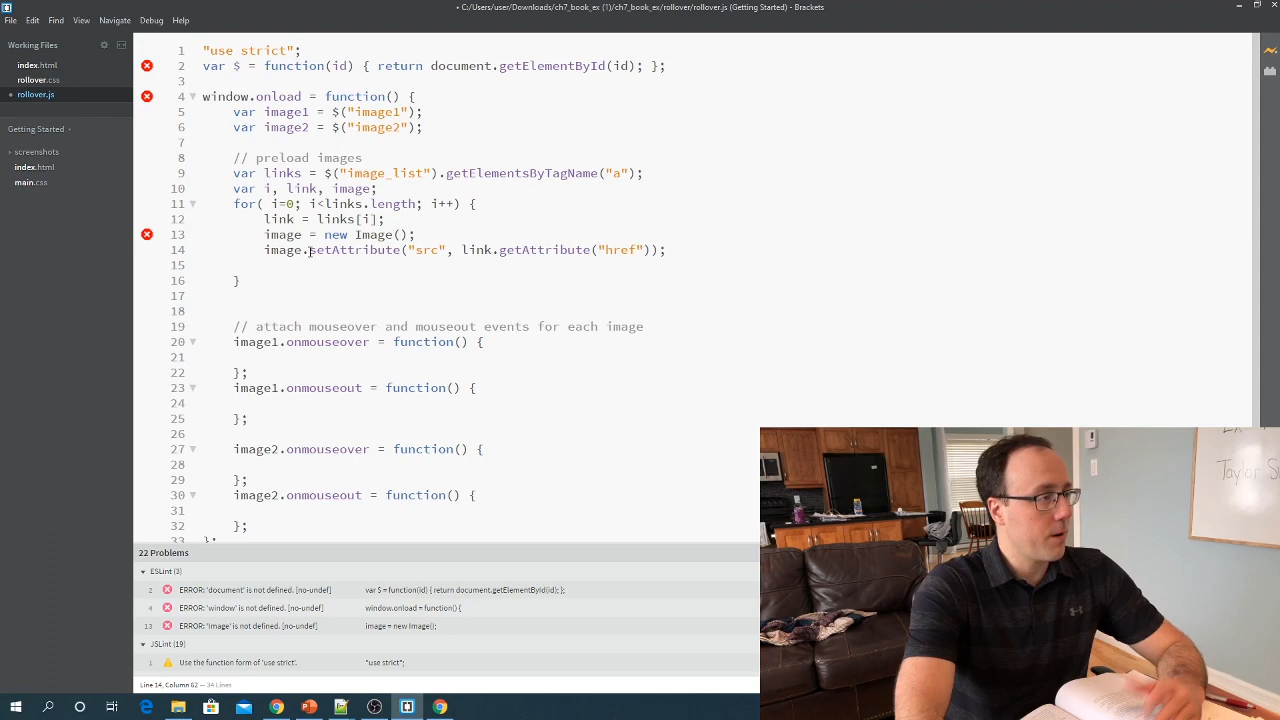 • C:/Users/user/Downloads/ch7_book_ex (1)/ch7_book_ex/rollover/rollover.js (Getting Started) - Brackets
File Edit Find View Navigate Debug Help
Working Files
index.html
rollover.css
rollover.js
Getting Started
screenshots
index.html
main.css
1 "use strict";
2 var $ = function(id) { return document.getElementById(id); };
3
4 window.onload = function() {
5 var image1 = $("image1");
6 var image2 = $("image2");
7
8 // preload images
9 var links = $("image_list").getElementsByTagName("a");
10 var i, link, image;
11 for( i=0; i<links.length; i++) {
12 link = links[i];
13 image = new Image();
14 image.setAttribute("src", link.getAttribute("href"));
15
16 }
17
18
19 // attach mouseover and mouseout events for each image
20 image1.onmouseover = function() {
21
22 };
23 image1.onmouseout = function() {
24
25 };
26
27 image2.onmouseover = function() {
28
29 };
30 image2.onmouseout = function() {
31
32 };
33 };
22 Problems
ESLint (3)
2 ERROR: 'document' is not defined. [no-undef] var $ = function(id) { return document.getElementById(id); };
4 ERROR: 'window' is not defined. [no-undef] window.onload = function() {
13 ERROR: 'Image' is not defined. [no-undef] image = new Image();
JSLint (19)
1 Use the function form of 'use strict'. "use strict";
Line 14, Column 62 — 34 Lines